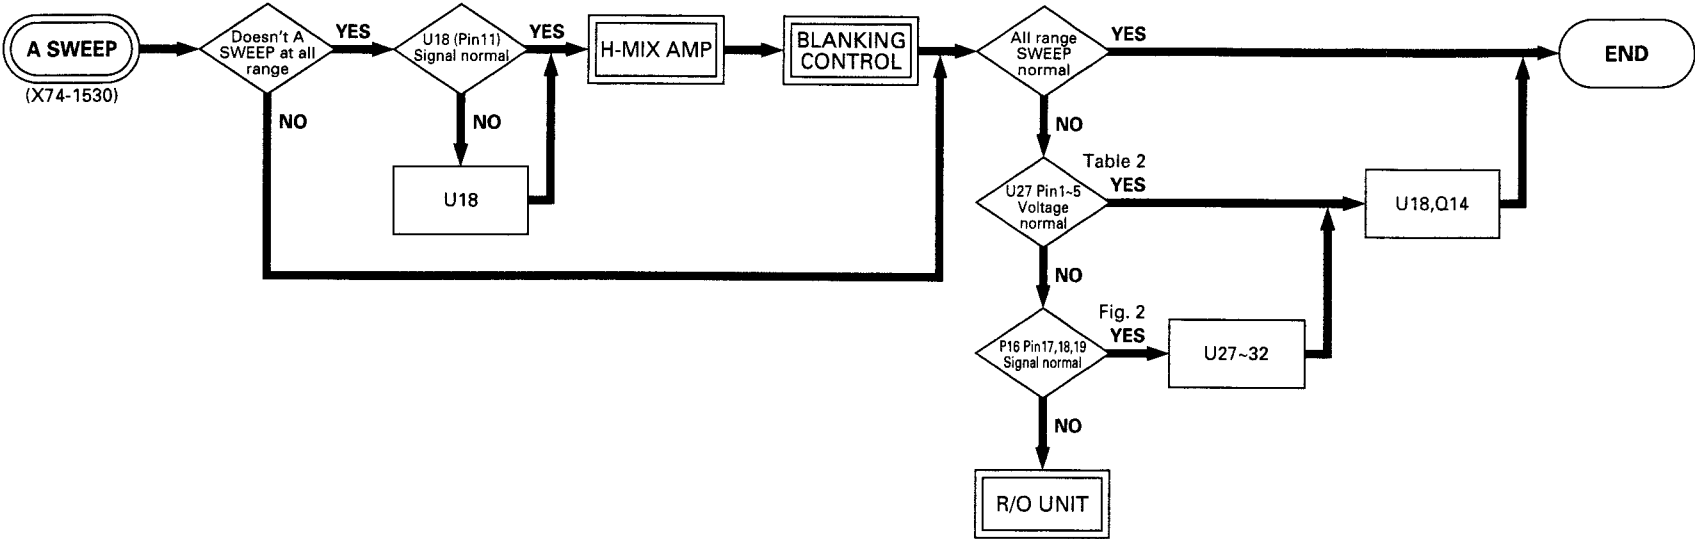 A SWEEP
(X74-1530)
Doesn't A
SWEEP at all
range
YES
NO
U18 (Pin11)
Signal normal
YES
NO
U18
H-MIX AMP
BLANKING
CONTROL
All range
SWEEP
normal
YES
NO
END
Table 2
U27 Pin1~5
Voltage
normal
YES
NO
U18,Q14
Fig. 2
P16 Pin17,18,19
Signal normal
YES
NO
U27~32
R/O UNIT